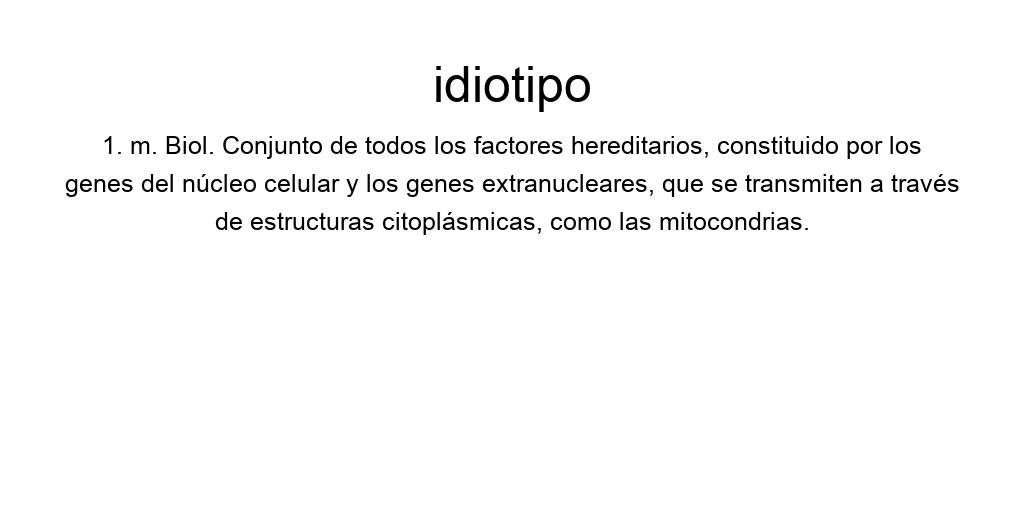 idiotipo
1. m. Biol. Conjunto de todos los factores hereditarios, constituido por los
genes del núcleo celular y los genes extranucleares, que se transmiten a través
de estructuras citoplásmicas, como las mitocondrias.